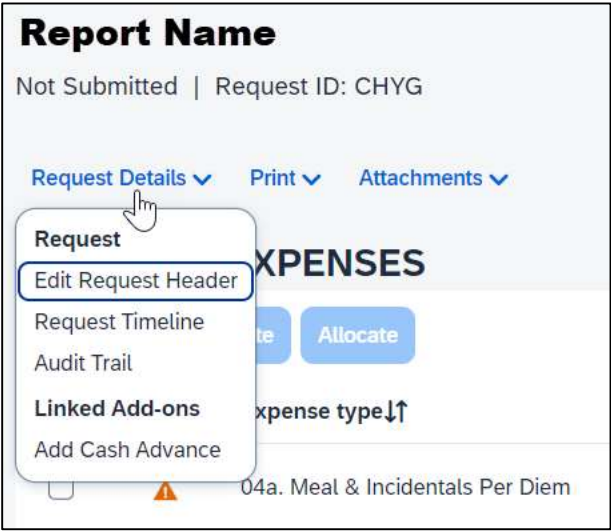 Report Name
Not Submitted | Request ID: CHYG
Request Details Print Attachments
Request
Edit Request Header
Request Timeline
Audit Trail
Linked Add-ons
Add Cash Advance
XPENSES
te Allocate
xpense type
04a. Meal & Incidentals Per Diem